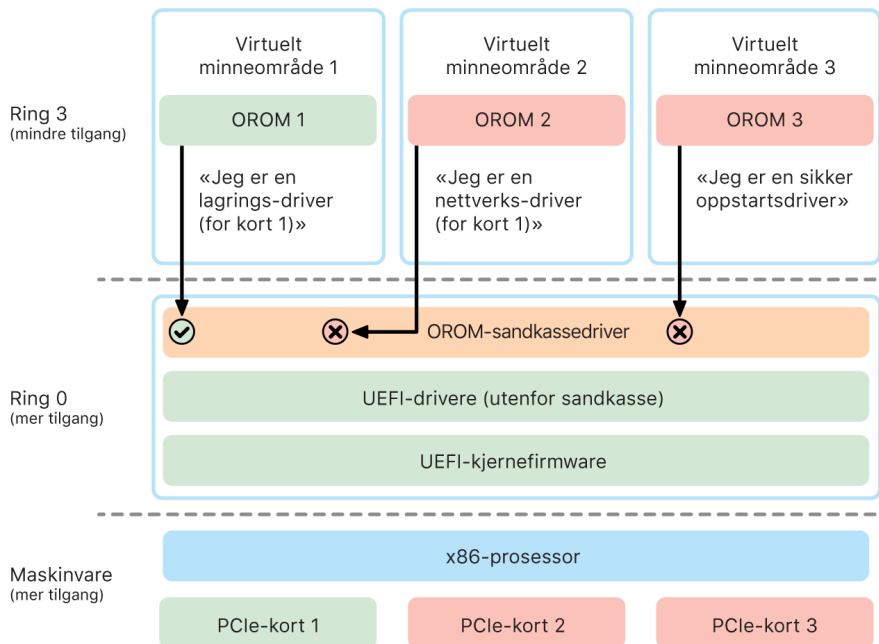 Virtuelt
minneområde 1
Virtuelt
minneområde 2
Virtuelt
minneområde 3
Ring 3
(mindre tilgang)
OROM 1
OROM 2
OROM 3
«Jeg er en
lagrings-driver
(for kort 1)»
«Jeg er en
nettverks-driver
(for kort 1)»
«Jeg er en sikker
oppstartsdriver»
OROM-sandkassedriver
Ring 0
(mer tilgang)
UEFI-drivere (utenfor sandkasse)
UEFI-kjernefirmware
Maskinvare
(mer tilgang)
x86-prosessor
PCIe-kort 1
PCIe-kort 2
PCIe-kort 3